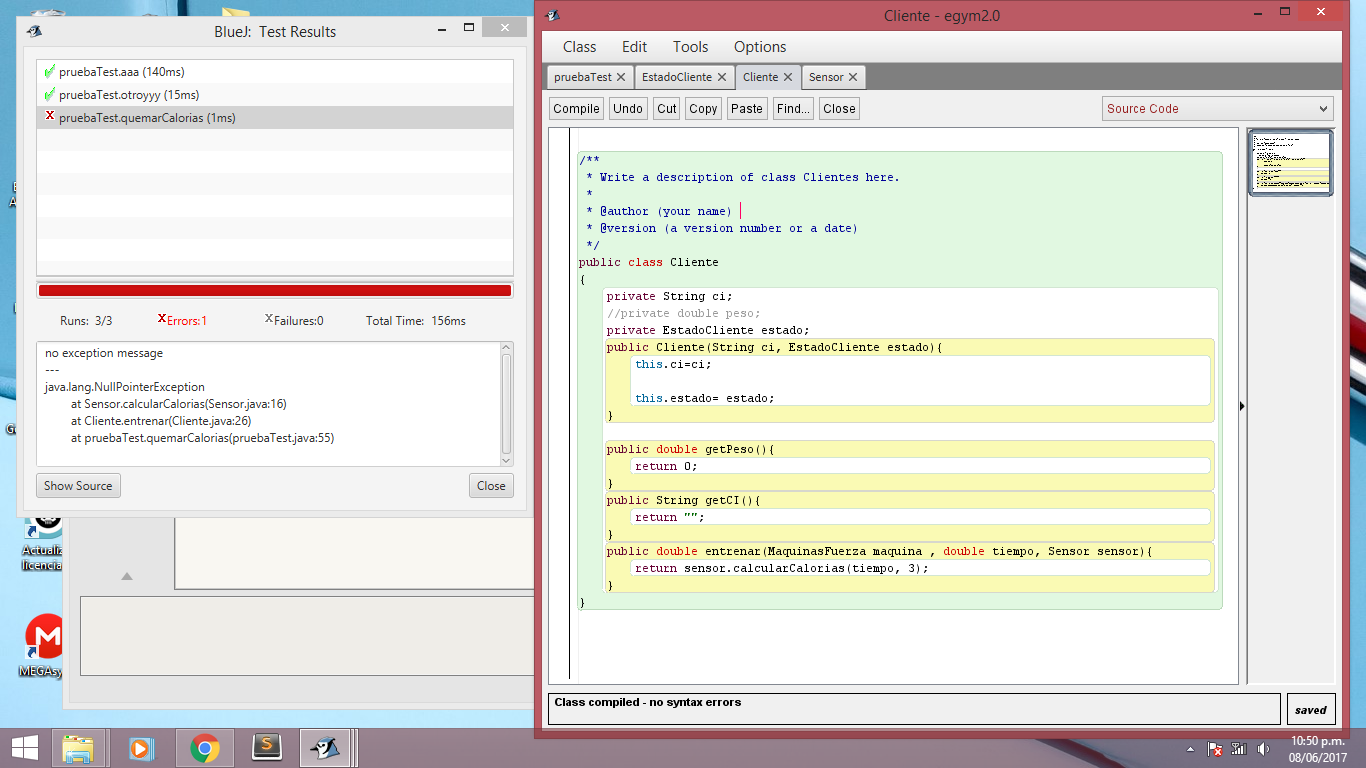 BlueJ: Test Results
pruebaTest.aaa (140ms)
pruebaTest.otroyyy (15ms)
pruebaTest.quemarCalorias (1ms)
Runs: 3/3
Errors:1
Failures:0
Total Time: 156ms
no exception message
---
java.lang.NullPointerException
at Sensor.calcularCalorias(Sensor.java:16)
at Cliente.entrenar(Cliente.java:26)
at pruebaTest.quemarCalorias(pruebaTest.java:55)
Show Source
Close
Actualiz
licencia
MEGAsy
Cliente - egym2.0
Class Edit Tools Options
pruebaTest EstadoCliente Cliente Sensor
Compile Undo Cut Copy Paste Find... Close Source Code
/**
* Write a description of class Clientes here.
*
* @author (your name)
* @version (a version number or a date)
*/
public class Cliente
{
private String ci;
//private double peso;
private EstadoCliente estado;
public Cliente(String ci, EstadoCliente estado){
this.ci=ci;
this.estado= estado;
}
public double getPeso(){
return 0;
}
public String getCI(){
return "";
}
public double entrenar(MaquinasFuerza maquina , double tiempo, Sensor sensor){
return sensor.calcularCalorias(tiempo, 3);
}
}
Class compiled - no syntax errors
saved
10:50 p.m.
08/06/2017